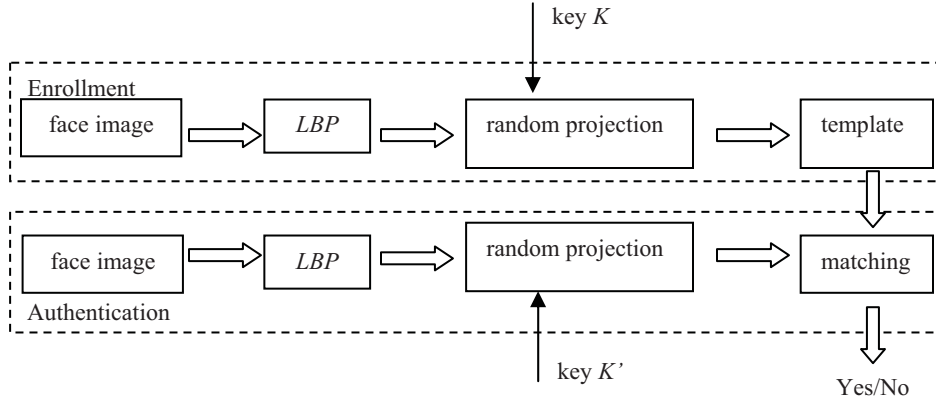 key K
Enrollment
face image
LBP
random projection
template
face image
LBP
random projection
matching
Authentication
key K’
Yes/No